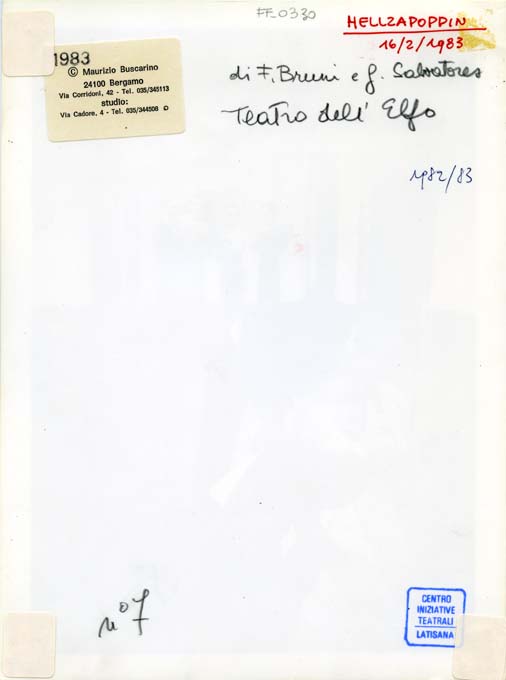 FF_0330
HELLZAPOPPIN
16/2/1983
1983
© Maurizio Buscarino
24100 Bergamo
Via Corridoni, 42 - Tel. 035/345113
studio:
Via Cadore, 4 - Tel. 035/344508
di F. Bruni e G. Salvatores
Teatro dell' Elfo
1982/83
n° 7
CENTRO
INIZIATIVE
TEATRALI
LATISANA